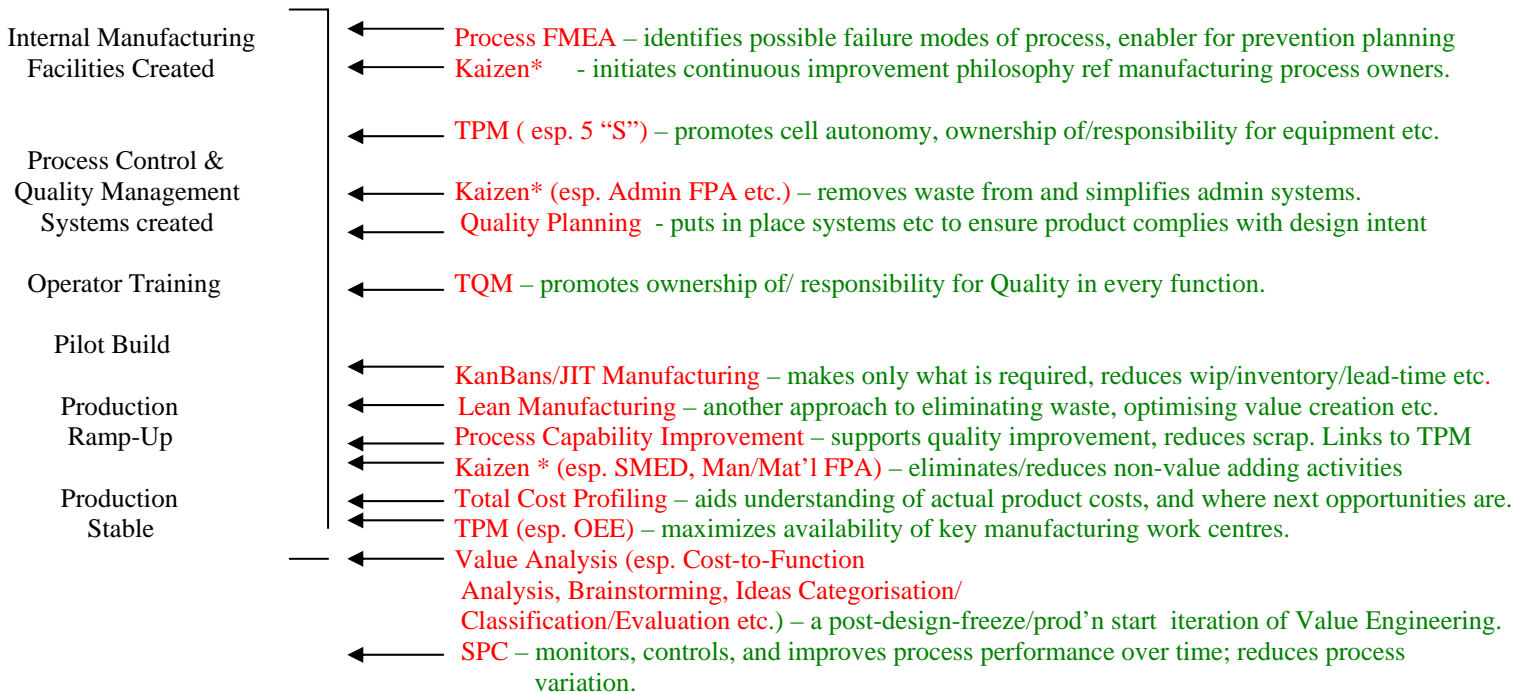 Internal Manufacturing
Facilities Created
Process FMEA – identifies possible failure modes of process, enabler for prevention planning
Kaizen* - initiates continuous improvement philosophy ref manufacturing process owners.
TPM ( esp. 5 “S”) – promotes cell autonomy, ownership of/responsibility for equipment etc.
Process Control &
Quality Management
Systems created
Kaizen* (esp. Admin FPA etc.) – removes waste from and simplifies admin systems.
Quality Planning - puts in place systems etc to ensure product complies with design intent
Operator Training
TQM – promotes ownership of/ responsibility for Quality in every function.
Pilot Build
KanBans/JIT Manufacturing – makes only what is required, reduces wip/inventory/lead-time etc.
Production
Ramp-Up
Lean Manufacturing – another approach to eliminating waste, optimising value creation etc.
Process Capability Improvement – supports quality improvement, reduces scrap. Links to TPM
Kaizen * (esp. SMED, Man/Mat’l FPA) – eliminates/reduces non-value adding activities
Production
Stable
Total Cost Profiling – aids understanding of actual product costs, and where next opportunities are.
TPM (esp. OEE) – maximizes availability of key manufacturing work centres.
Value Analysis (esp. Cost-to-Function
Analysis, Brainstorming, Ideas Categorisation/
Classification/Evaluation etc.) – a post-design-freeze/prod’n start iteration of Value Engineering.
SPC – monitors, controls, and improves process performance over time; reduces process
variation.